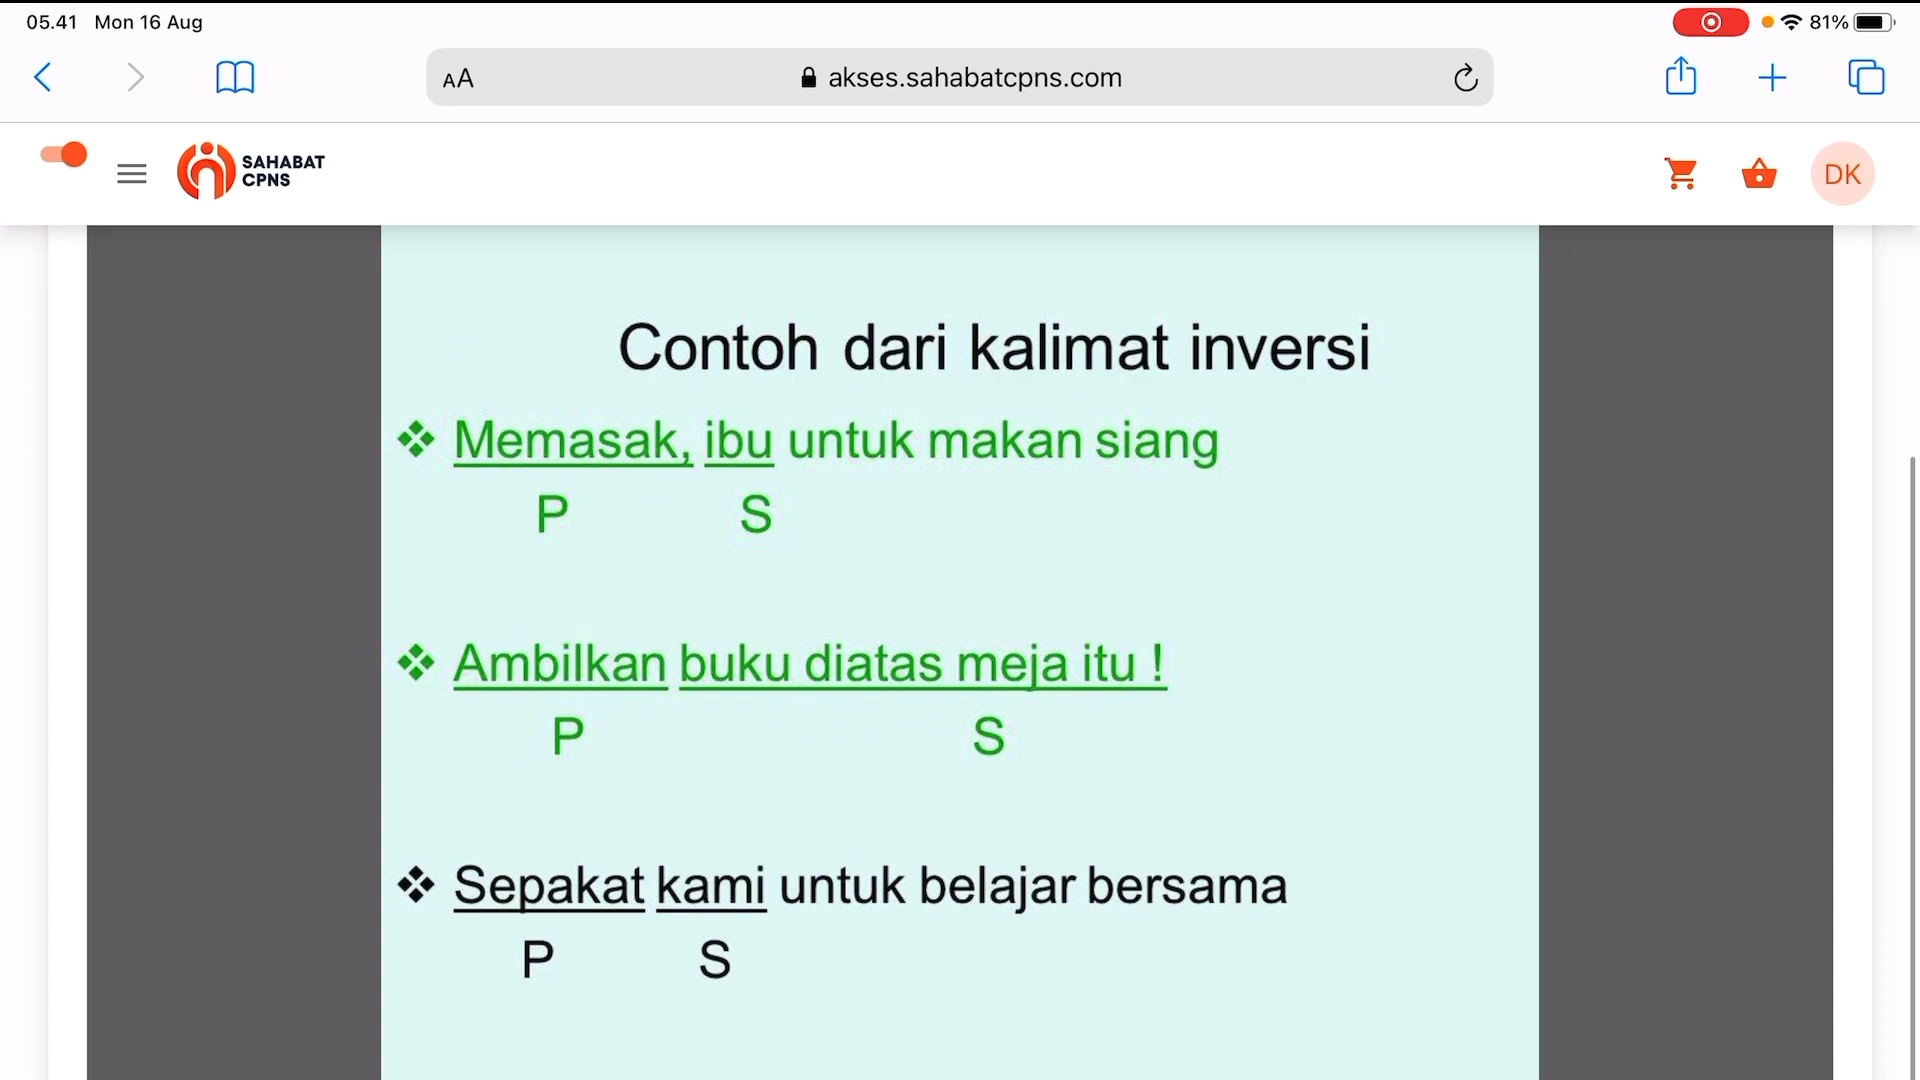 05.41 Mon 16 Aug
81%
AA akses.sahabatcpns.com
SAHABAT
CPNS
DK
Contoh dari kalimat inversi
Memasak, ibu untuk makan siang
P S
Ambilkan buku diatas meja itu !
P S
Sepakat kami untuk belajar bersama
P S